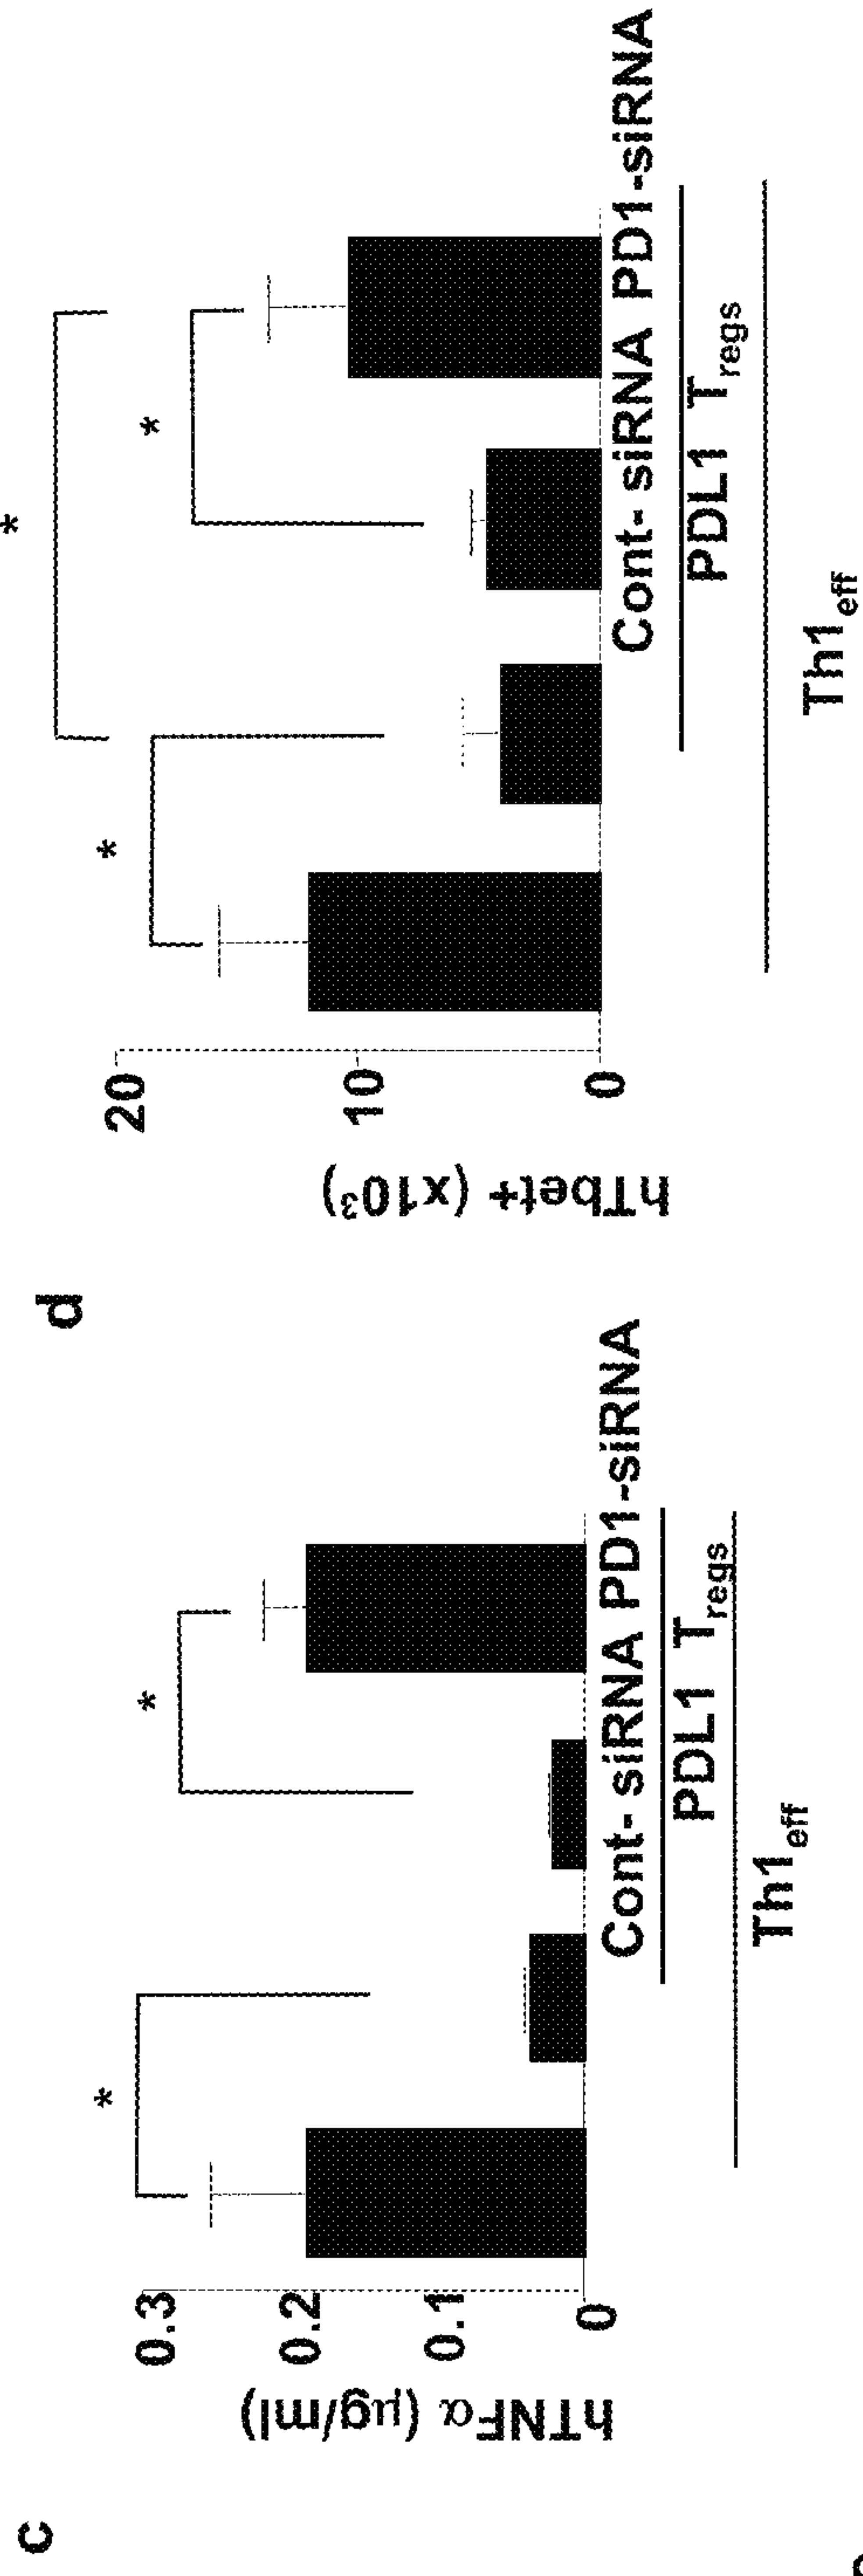 c
hTNFα (µg/ml)
0.3
0.2
0.1
0
*
*
Cont- siRNA PD1-siRNA
PDL1 Tregs
Th1eff
d
hTbet+ (x10³)
20
10
0
*
*
*
Cont- siRNA PD1-siRNA
PDL1 Tregs
Th1eff